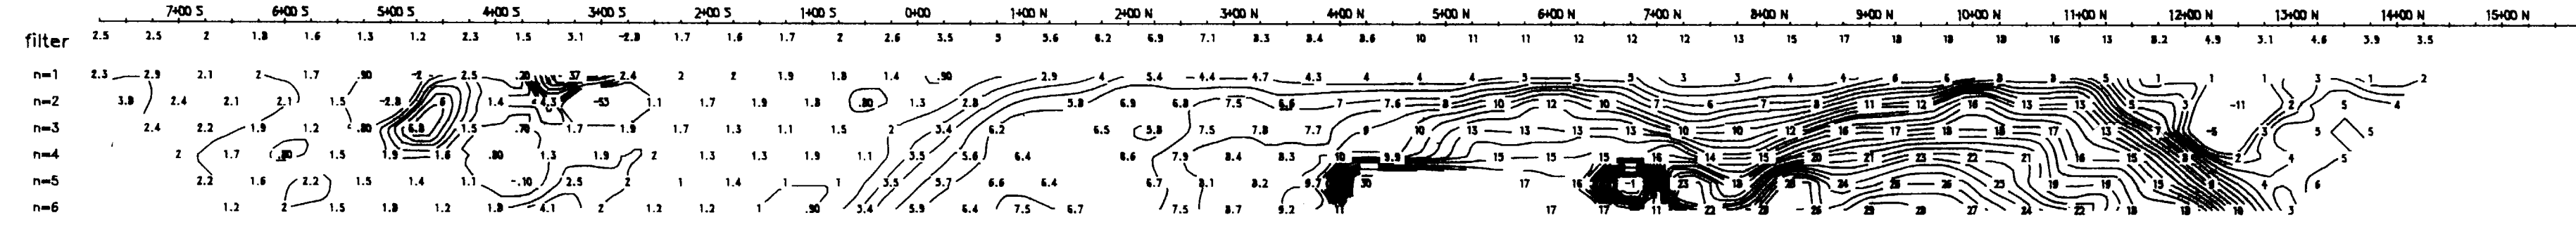 7+00 S 6+00 S 5+00 S 4+00 S 3+00 S 2+00 S 1+00 S 0+00 1+00 N 2+00 N 3+00 N 4+00 N 5+00 N 6+00 N 7+00 N 8+00 N 9+00 N 10+00 N 11+00 N 12+00 N 13+00 N 14+00 N 15+00 N
filter 2.5 2.5 2 1.8 1.6 1.3 1.2 2.3 1.5 3.1 -2.8 1.7 1.6 1.7 2 2.6 3.5 5 5.6 6.2 6.9 7.1 8.3 8.4 8.6 10 11 11 12 12 12 13 15 17 18 18 18 16 13 8.2 4.9 3.1 4.6 3.9 3.5
n=1 2.3 2.9 2.1 2 1.7 .90 -2 2.5 .20 37 2.4 2 2 1.9 1.8 1.4 .90 2.9 4 5.4 4.4 4.7 4.3 4 4 4 5 5 5 3 3 4 4 6 6 8 8 5 1 1 1 3 1 2
n=2 3.8 2.4 2.1 2.1 1.5 -2.8 6 1.4 4.3 -53 1.1 1.7 1.9 1.8 .80 1.3 2.8 5.8 6.9 6.8 7.5 6.6 7 7.6 8 10 12 10 7 6 7 8 11 12 16 13 13 5 3 -11 2 5 4
n=3 2.4 2.2 1.9 1.2 .80 6.8 1.5 .70 1.7 1.9 1.7 1.3 1.1 1.5 2 3.4 6.2 6.5 5.8 7.5 7.8 7.7 9 10 13 13 13 13 10 10 12 16 17 18 18 17 13 7 -6 3 5 5
n=4 2 1.7 .80 1.5 1.9 1.6 .80 1.3 1.9 2 1.3 1.3 1.9 1.1 3.5 5.6 6.4 6.6 7.9 8.4 8.3 10 9.9 15 15 15 16 14 15 20 21 23 22 21 16 15 8 2 4 5
n=5 2.2 1.6 2.2 1.5 1.4 1.1 -.10 2.5 2 1 1.4 1 1 3.5 5.7 6.6 6.4 6.7 8.1 8.2 9.7 30 17 16 -1 23 18 28 24 25 26 25 19 19 15 9 4 6
n=6 1.2 2 1.5 1.8 1.2 1.8 4.1 2 1.2 1.2 1 .90 3.4 5.9 6.4 7.5 6.7 7.5 8.7 9.2 11 17 17 11 22 28 26 29 28 27 24 22 18 18 10 3